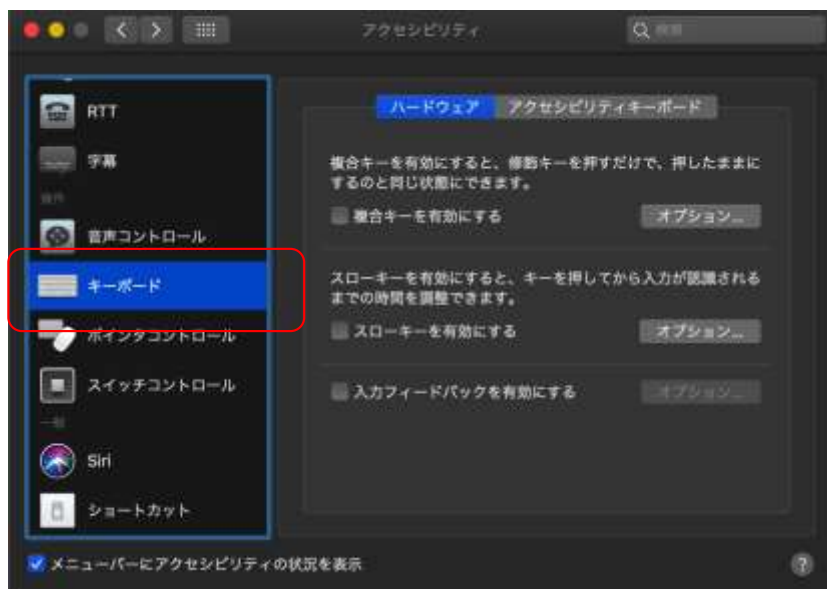 アクセシビリティ
検索
RTT
字幕
操作
音声コントロール
キーボード
ポインタコントロール
スイッチコントロール
一般
Siri
ショートカット
ハードウェア
アクセシビリティキーボード
複合キーを有効にすると、修飾キーを押すだけで、押したままに
するのと同じ状態にできます。
複合キーを有効にする
オプション...
スローキーを有効にすると、キーを押してから入力が認識される
までの時間を調整できます。
スローキーを有効にする
オプション...
入力フィードバックを有効にする
オプション...
メニューバーにアクセシビリティの状況を表示
?